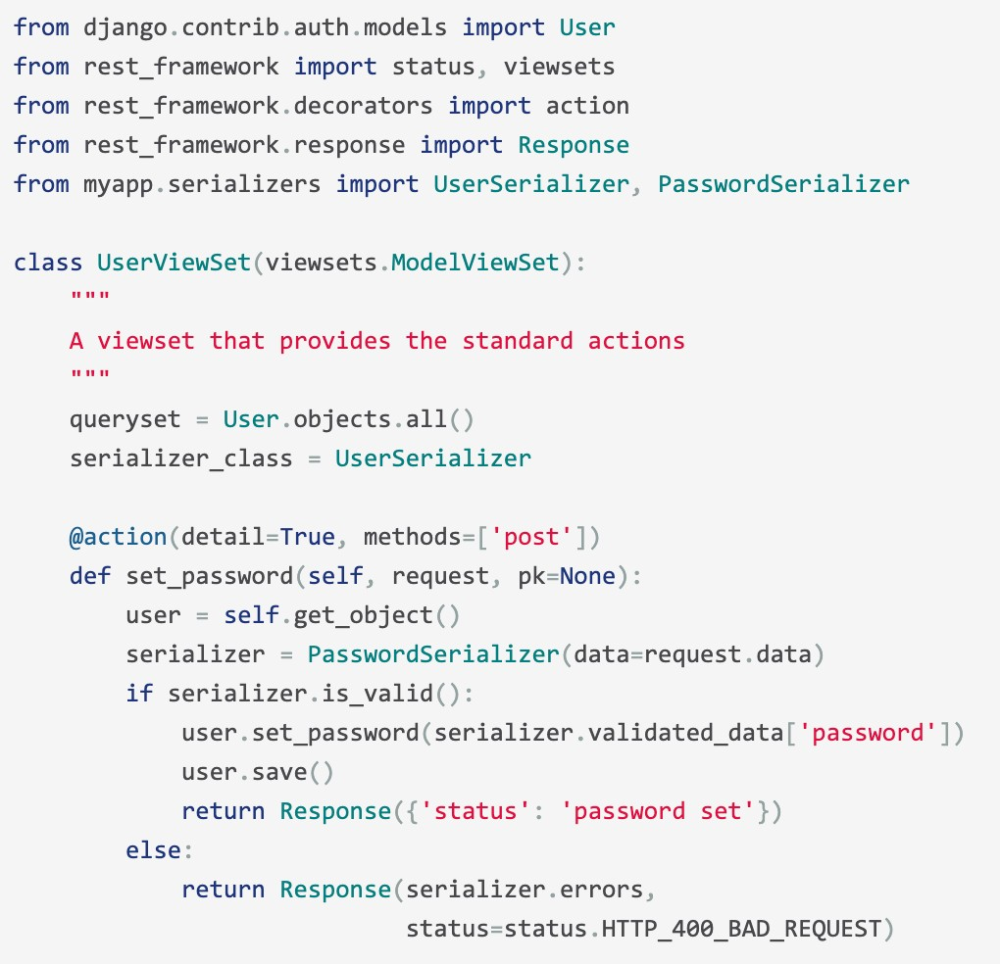 from django.contrib.auth.models import User
from rest_framework import status, viewsets
from rest_framework.decorators import action
from rest_framework.response import Response
from myapp.serializers import UserSerializer, PasswordSerializer

class UserViewSet(viewsets.ModelViewSet):
    """
    A viewset that provides the standard actions
    """
    queryset = User.objects.all()
    serializer_class = UserSerializer

    @action(detail=True, methods=['post'])
    def set_password(self, request, pk=None):
        user = self.get_object()
        serializer = PasswordSerializer(data=request.data)
        if serializer.is_valid():
            user.set_password(serializer.validated_data['password'])
            user.save()
            return Response({'status': 'password set'})
        else:
            return Response(serializer.errors,
                            status=status.HTTP_400_BAD_REQUEST)